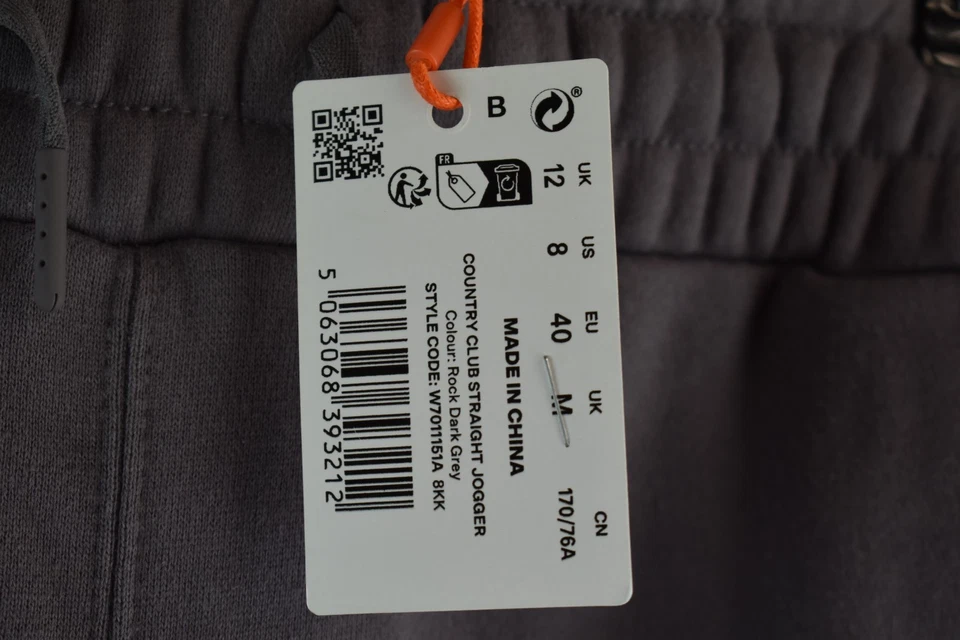 B ®
FR
UK US EU UK CN
12 8 40 M 170/76A
MADE IN CHINA
COUNTRY CLUB STRAIGHT JOGGER
Colour: Rock Dark Grey
STYLE CODE: W7011151A 8KK
5 063068 393212